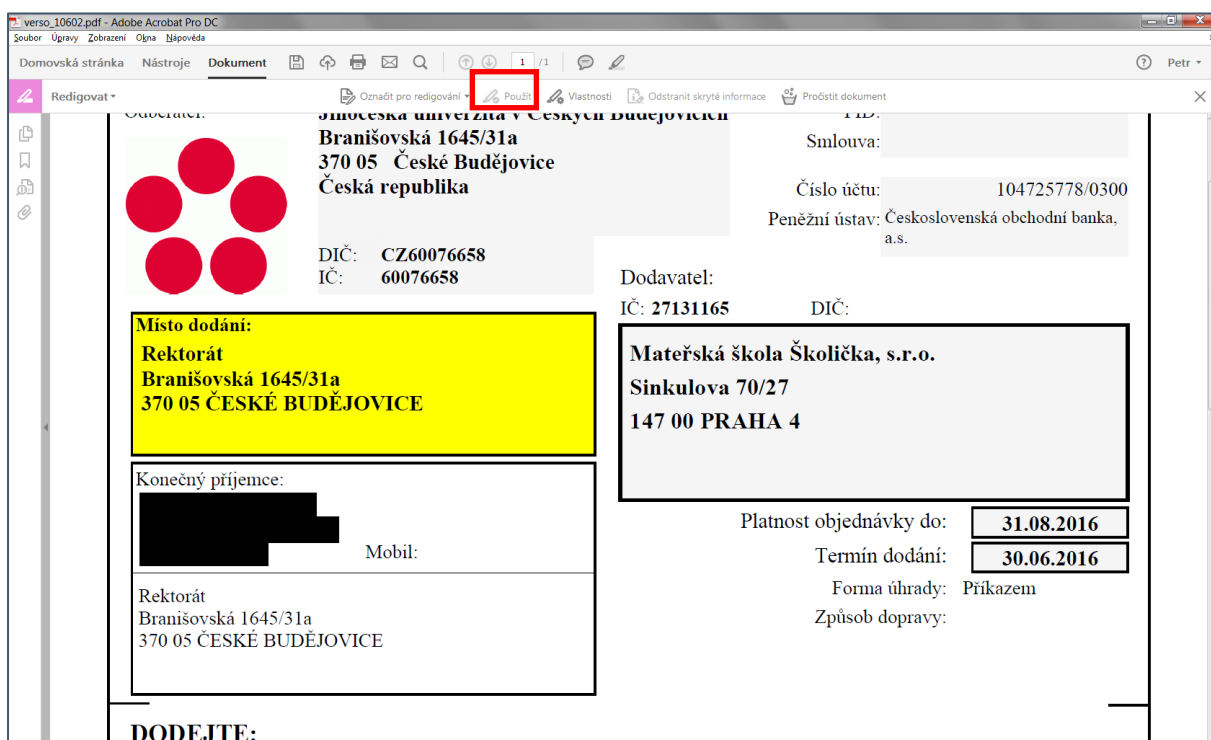 verso_10602.pdf - Adobe Acrobat Pro DC
Soubor Úpravy Zobrazení Okna Nápověda
Domovská stránka Nástroje Dokument 1 /1 Petr
Redigovat Označit pro redigování Použít Vlastnosti Odstranit skryté informace Pročistit dokument
Odběratel: Jihočeská univerzita v Českých Budějovicích
Branišovská 1645/31a
370 05 České Budějovice
Česká republika
DIČ: CZ60076658
IČ: 60076658
Smlouva:
Číslo účtu: 104725778/0300
Peněžní ústav: Československá obchodní banka,
a.s.
Dodavatel:
IČ: 27131165 DIČ:
Místo dodání:
Rektorát
Branišovská 1645/31a
370 05 ČESKÉ BUDĚJOVICE
Mateřská škola Školička, s.r.o.
Sinkulova 70/27
147 00 PRAHA 4
Konečný příjemce:
Mobil:
Rektorát
Branišovská 1645/31a
370 05 ČESKÉ BUDĚJOVICE
Platnost objednávky do: 31.08.2016
Termín dodání: 30.06.2016
Forma úhrady: Příkazem
Způsob dopravy:
DODEJTE: